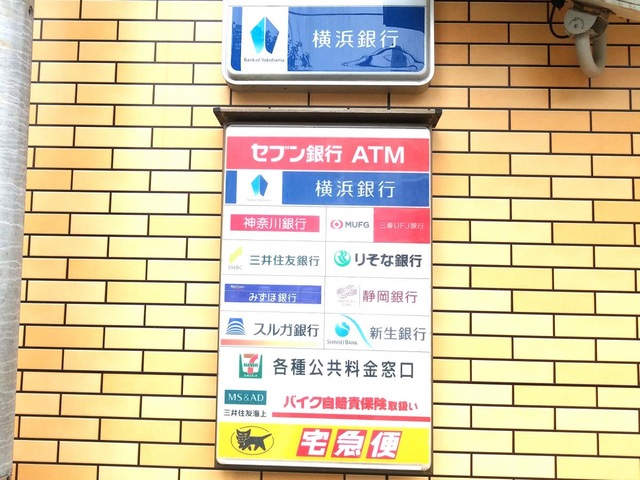 横浜銀行
Bank of Yokohama
セブン銀行 ATM
横浜銀行
神奈川銀行
MUFG 三菱UFJ銀行
SMBC 三井住友銀行
りそな銀行
みずほ銀行
静岡銀行
スルガ銀行
SHINSEI BANK 新生銀行
7 ELEVEN 各種公共料金窓口
MS&AD
三井住友海上
バイク自賠責保険取扱い
宅急便